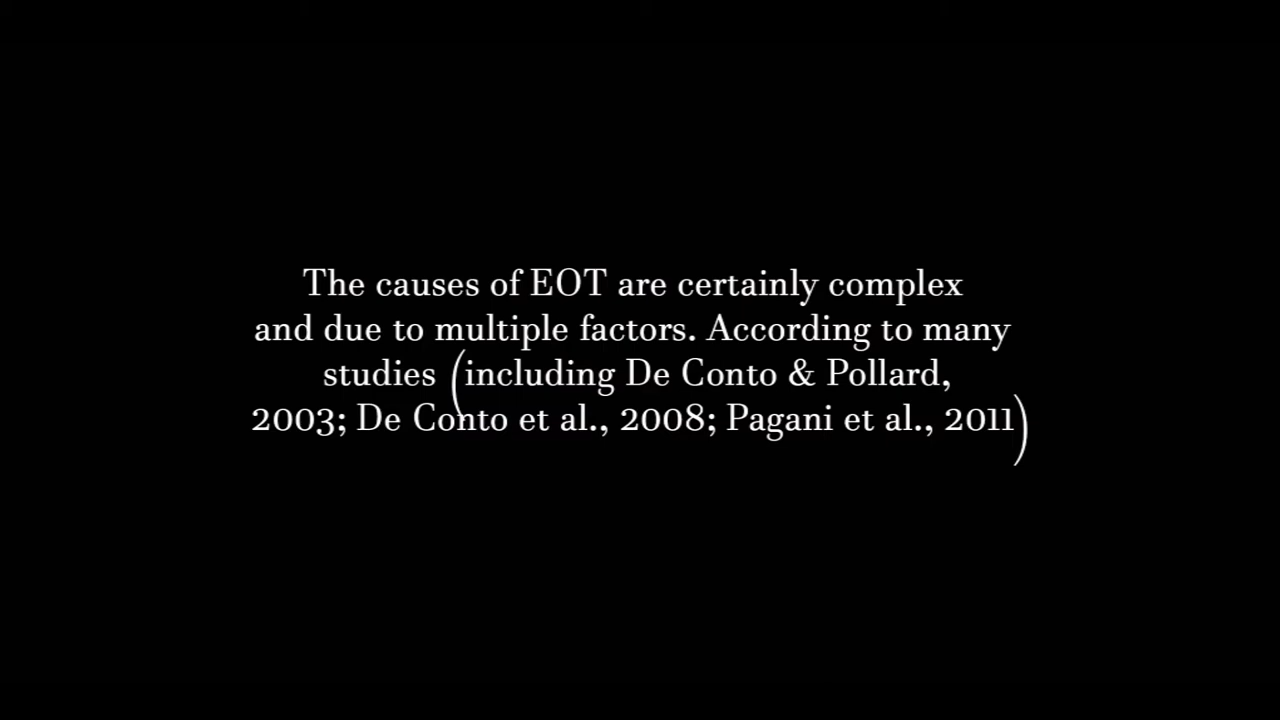 The causes of EOT are certainly complex
and due to multiple factors. According to many
studies (including De Conto & Pollard,
2003; De Conto et al., 2008; Pagani et al., 2011)